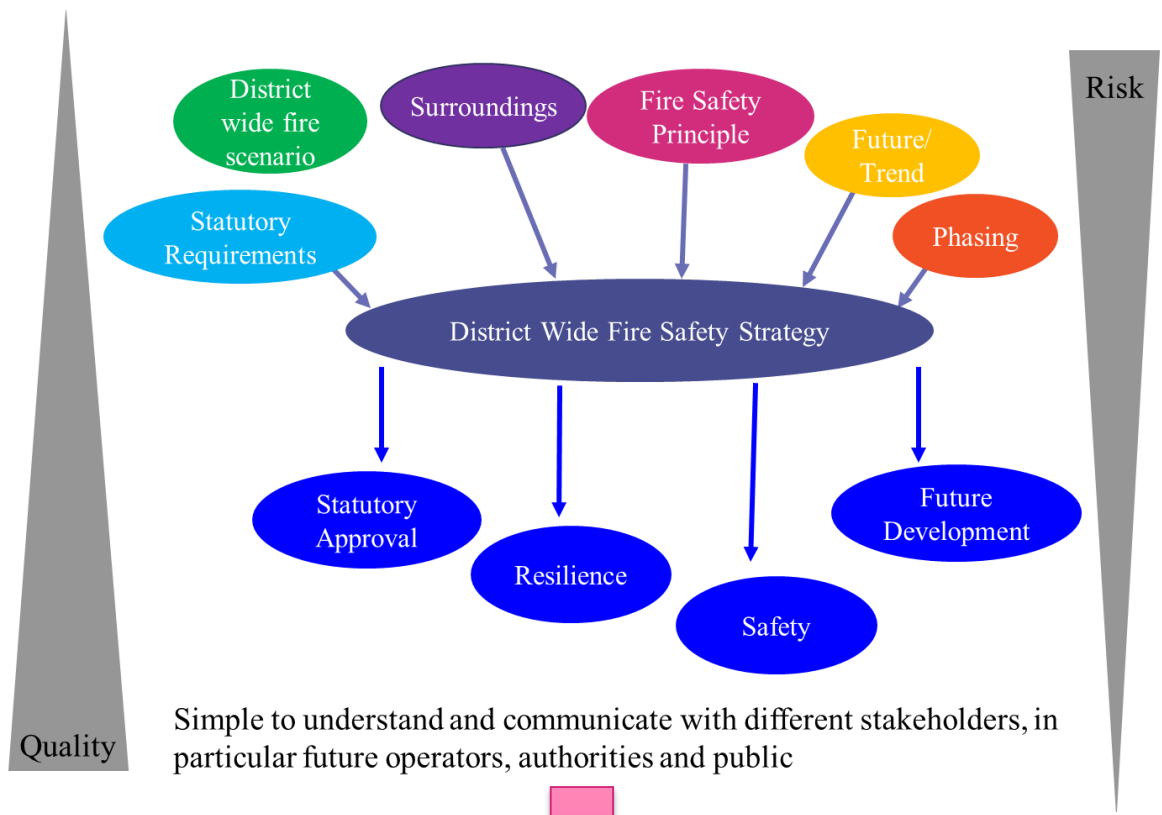 Risk
District
wide fire
scenario
Surroundings
Fire Safety
Principle
Future/
Trend
Statutory
Requirements
Phasing
District Wide Fire Safety Strategy
Statutory
Approval
Resilience
Safety
Future
Development
Simple to understand and communicate with different stakeholders, in
particular future operators, authorities and public
Quality